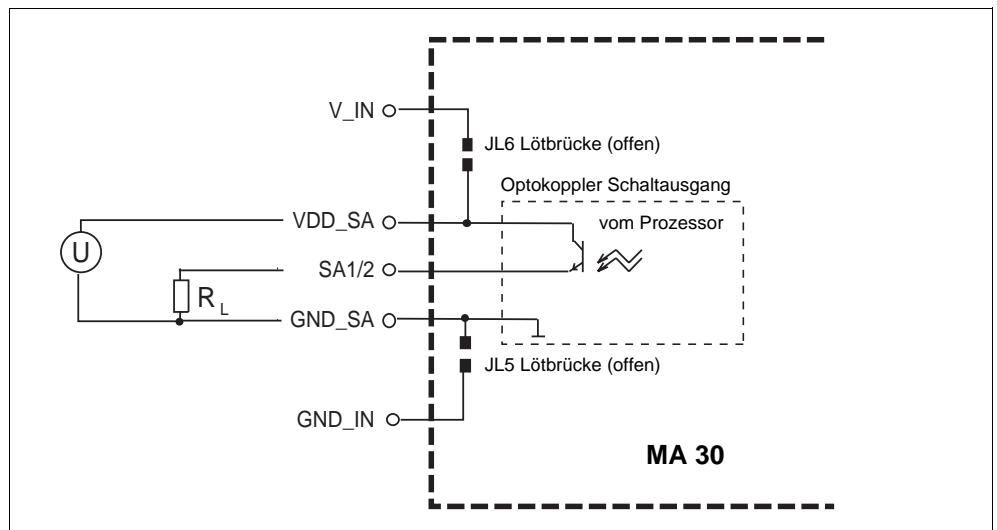 V_IN
JL6 Lötbrücke (offen)
Optokoppler Schaltausgang
VDD_SA
vom Prozessor
U
SA1/2
R L
GND_SA
JL5 Lötbrücke (offen)
GND_IN
MA 30